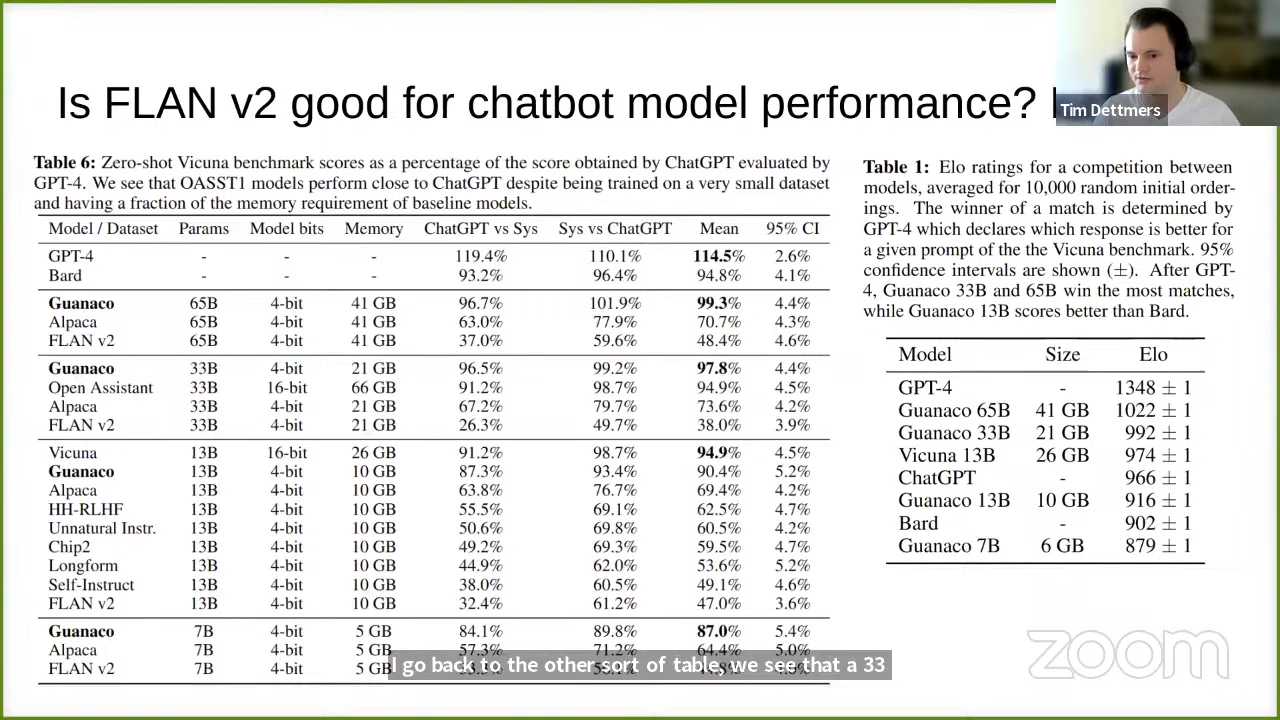 Is FLAN v2 good for chatbot model performance?
Tim Dettmers
Table 6: Zero-shot Vicuna benchmark scores as a percentage of the score obtained by ChatGPT evaluated by
GPT-4. We see that OASST1 models perform close to ChatGPT despite being trained on a very small dataset
and having a fraction of the memory requirement of baseline models.
Model / Dataset Params Model bits Memory ChatGPT vs Sys Sys vs ChatGPT Mean 95% CI
GPT-4 - - - 119.4% 110.1% 114.5% 2.6%
Bard - - - 93.2% 96.4% 94.8% 4.1%
Guanaco 65B 4-bit 41 GB 96.7% 101.9% 99.3% 4.4%
Alpaca 65B 4-bit 41 GB 63.0% 77.9% 70.7% 4.3%
FLAN v2 65B 4-bit 41 GB 37.0% 59.6% 48.4% 4.6%
Guanaco 33B 4-bit 21 GB 96.5% 99.2% 97.8% 4.4%
Open Assistant 33B 16-bit 66 GB 91.2% 98.7% 94.9% 4.5%
Alpaca 33B 4-bit 21 GB 67.2% 79.7% 73.6% 4.2%
FLAN v2 33B 4-bit 21 GB 26.3% 49.7% 38.0% 3.9%
Vicuna 13B 16-bit 26 GB 91.2% 98.7% 94.9% 4.5%
Guanaco 13B 4-bit 10 GB 87.3% 93.4% 90.4% 5.2%
Alpaca 13B 4-bit 10 GB 63.8% 76.7% 69.4% 4.2%
HH-RLHF 13B 4-bit 10 GB 55.5% 69.1% 62.5% 4.7%
Unnatural Instr. 13B 4-bit 10 GB 50.6% 69.8% 60.5% 4.2%
Chip2 13B 4-bit 10 GB 49.2% 69.3% 59.5% 4.7%
Longform 13B 4-bit 10 GB 44.9% 62.0% 53.6% 5.2%
Self-Instruct 13B 4-bit 10 GB 38.0% 60.5% 49.1% 4.6%
FLAN v2 13B 4-bit 10 GB 32.4% 61.2% 47.0% 3.6%
Guanaco 7B 4-bit 5 GB 84.1% 89.8% 87.0% 5.4%
Alpaca 7B 4-bit 5 GB 57.3% 71.2% 64.4% 5.0%
FLAN v2 7B 4-bit 5 GB
Table 1: Elo ratings for a competition between
models, averaged for 10,000 random initial order-
ings. The winner of a match is determined by
GPT-4 which declares which response is better for
a given prompt of the the Vicuna benchmark. 95%
confidence intervals are shown (±). After GPT-
4, Guanaco 33B and 65B win the most matches,
while Guanaco 13B scores better than Bard.
Model Size Elo
GPT-4 - 1348 ± 1
Guanaco 65B 41 GB 1022 ± 1
Guanaco 33B 21 GB 992 ± 1
Vicuna 13B 26 GB 974 ± 1
ChatGPT - 966 ± 1
Guanaco 13B 10 GB 916 ± 1
Bard - 902 ± 1
Guanaco 7B 6 GB 879 ± 1
I go back to the other sort of table, we see that a 33
zoom